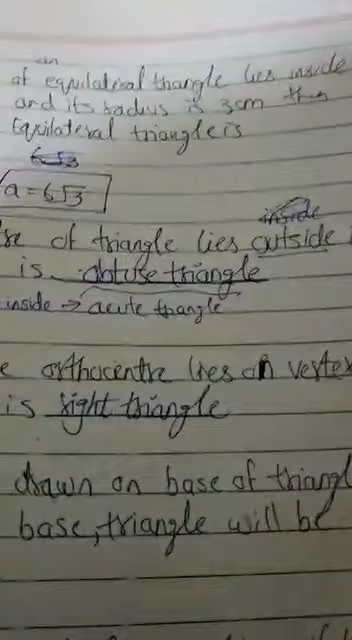 of equilateral triangle lies inside
and its radius is 3cm then
Equilateral triangle is
6√3
a = 6√3
inside
of triangle lies outside
is obtuse triangle
inside → acute triangle
orthocentre lies on vertex
is right triangle
drawn on base of triangl
base, triangle will be